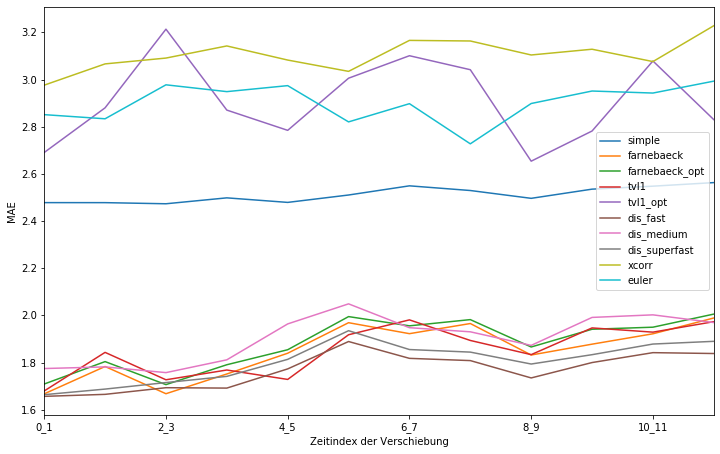 3.2
3.0
2.8
2.6
2.4
2.2
2.0
1.8
1.6
MAE
0_1
2_3
4_5
6_7
8_9
10_11
Zeitindex der Verschiebung
simple
farnebaeck
farnebaeck_opt
tvl1
tvl1_opt
dis_fast
dis_medium
dis_superfast
xcorr
euler